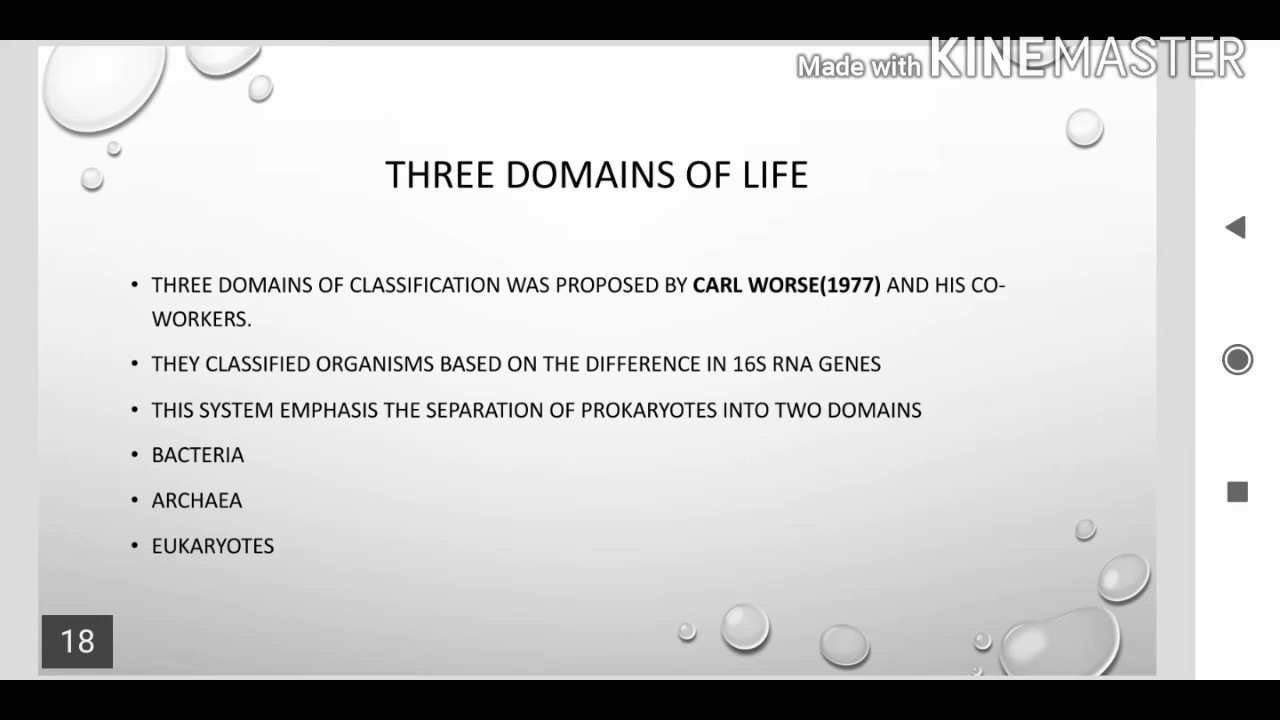 Made with KINEMASTER
THREE DOMAINS OF LIFE
• THREE DOMAINS OF CLASSIFICATION WAS PROPOSED BY CARL WORSE(1977) AND HIS CO-
WORKERS.
• THEY CLASSIFIED ORGANISMS BASED ON THE DIFFERENCE IN 16S RNA GENES
• THIS SYSTEM EMPHASIS THE SEPARATION OF PROKARYOTES INTO TWO DOMAINS
• BACTERIA
• ARCHAEA
• EUKARYOTES
18